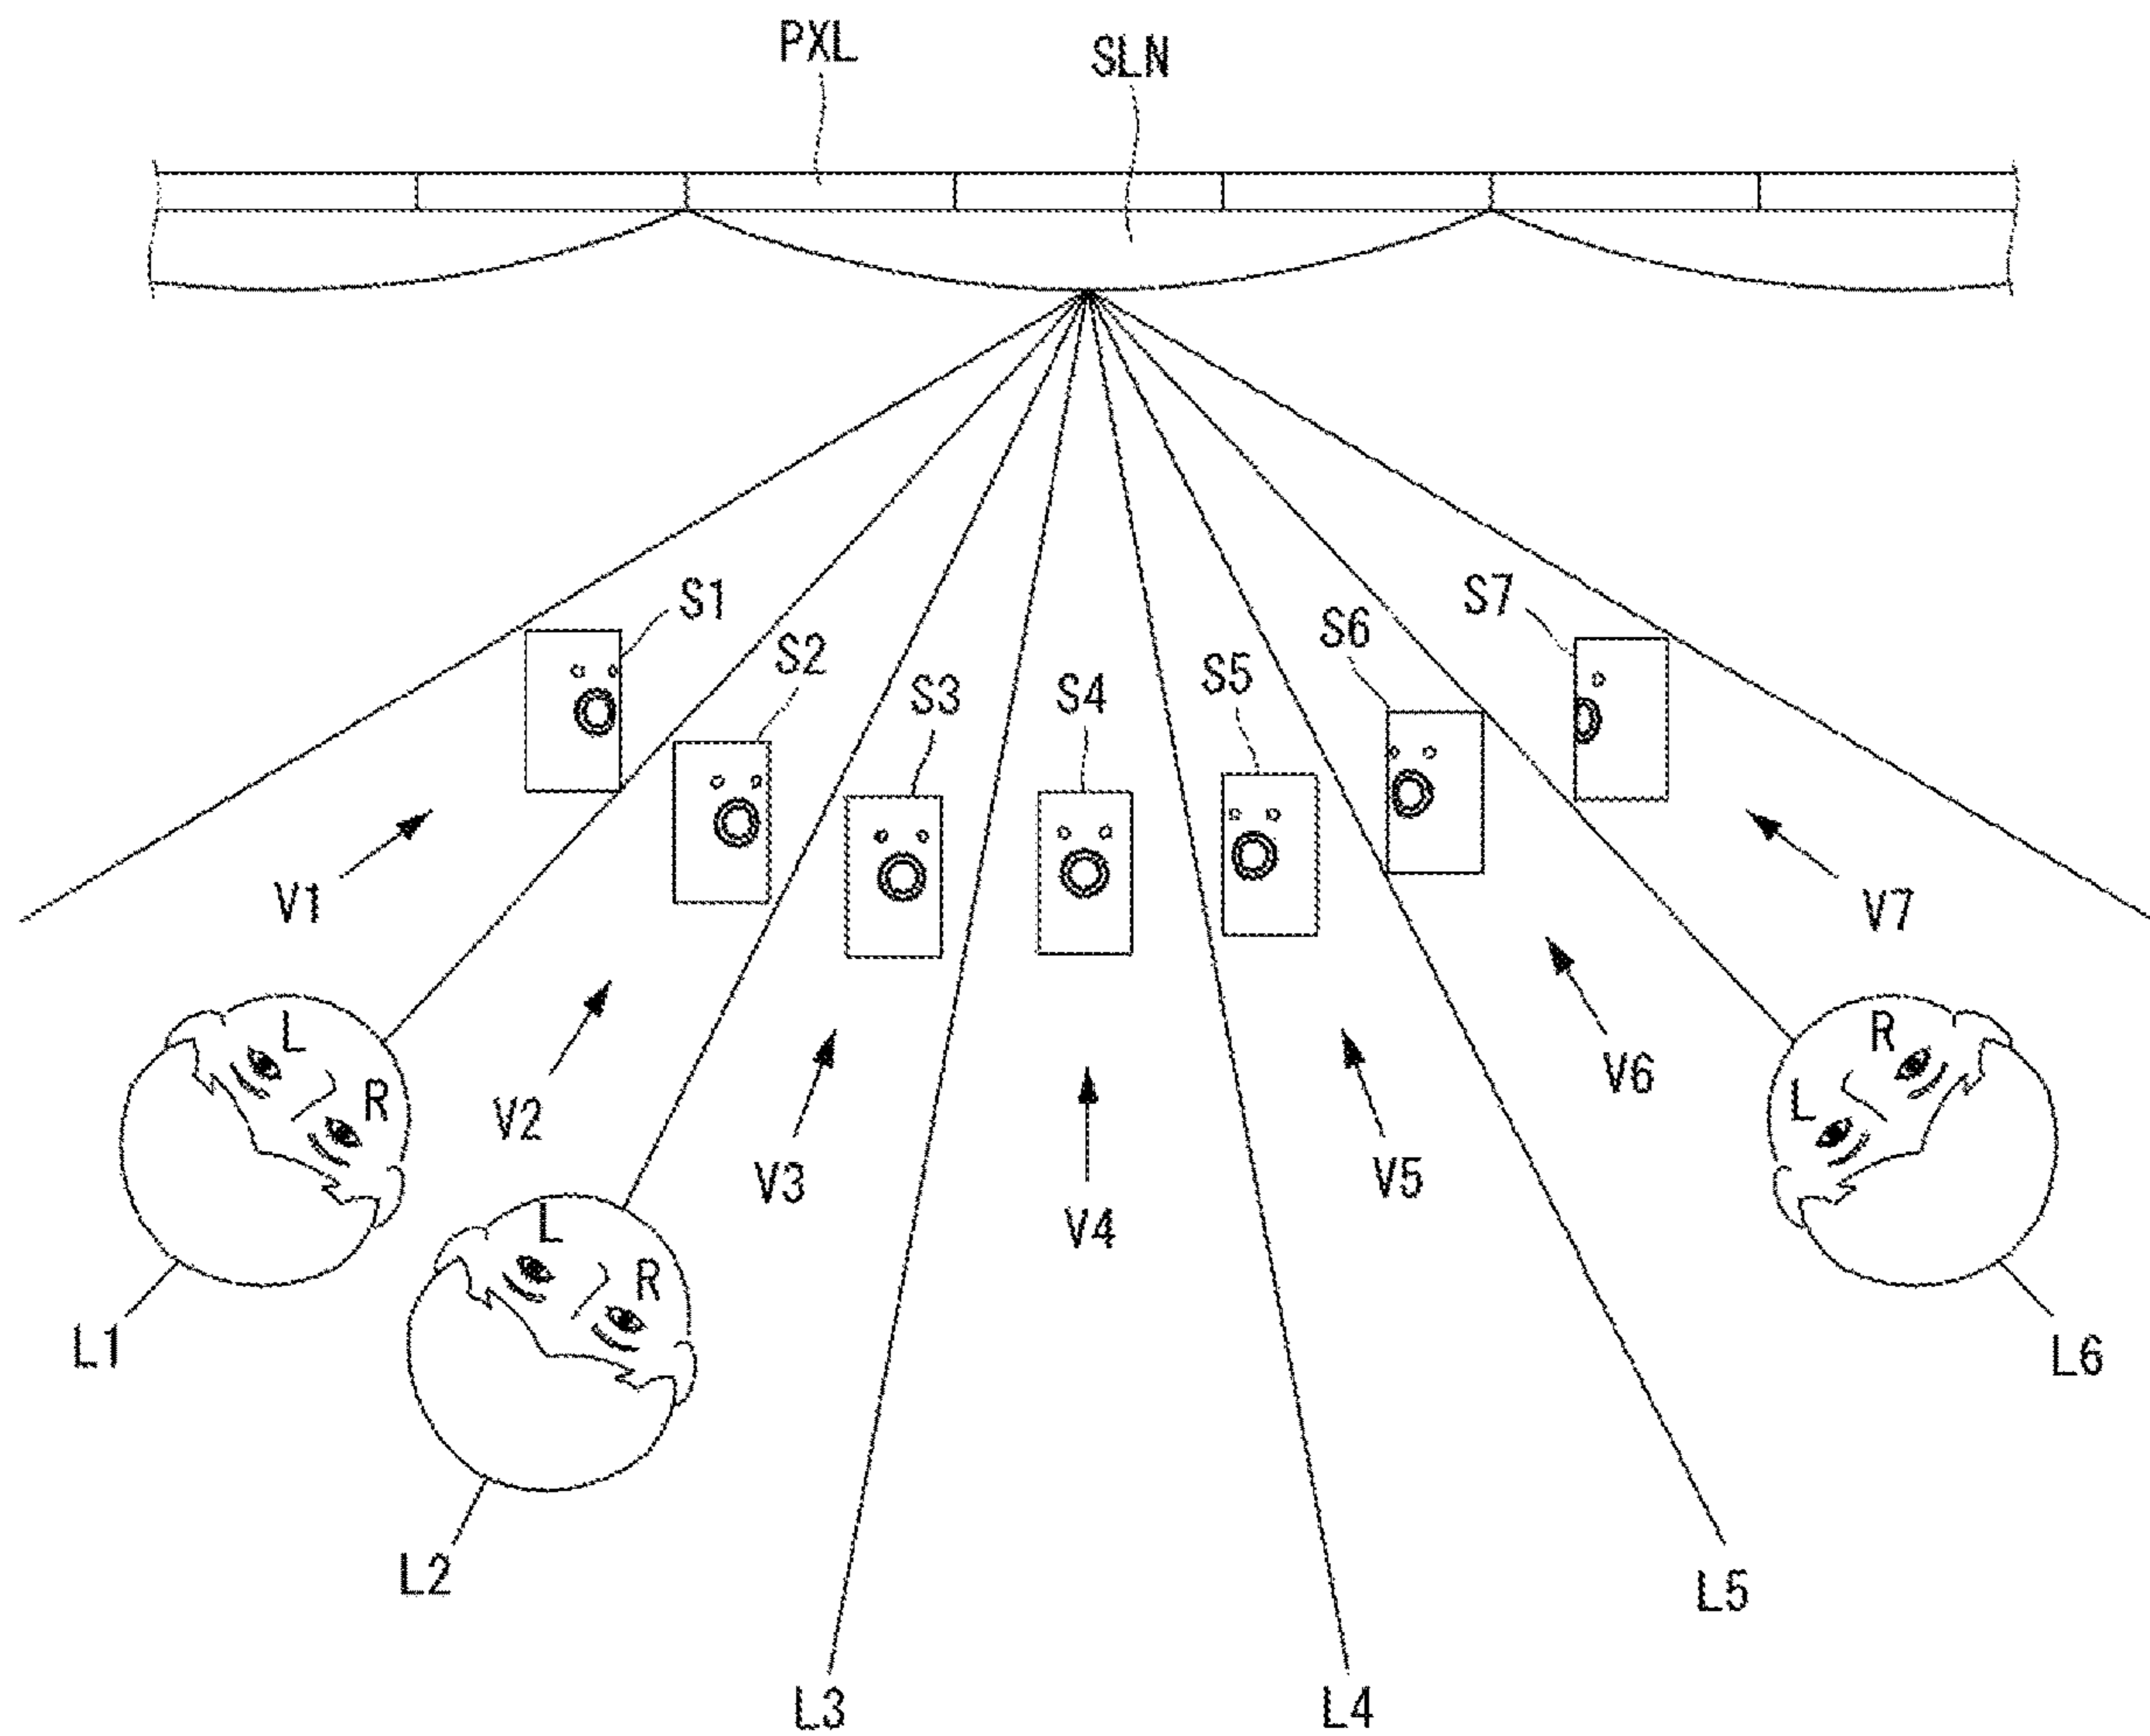 PXL SLN
S1 S2 S3 S4 S5 S6 S7
V1 V2 V3 V4 V5 V6 V7
L R
L R
R L
L1 L2 L3 L4 L5 L6